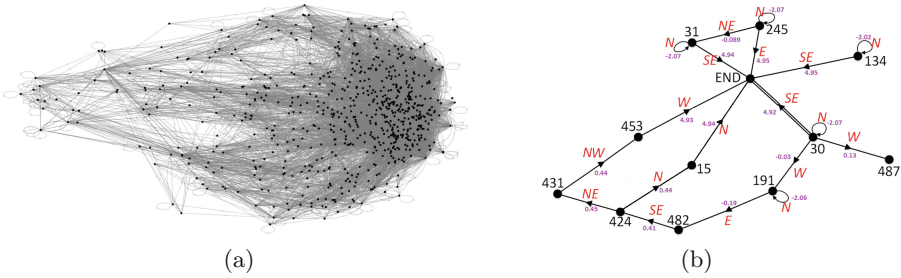 -2.07
N
NE
245
31
-0.089
N
-2.07
4.94
SE
E
4.95
-2.02
N
SE
4.95
134
END
W
4.93
453
4.94
N
SE
4.92
N
-2.07
30
W
0.13
487
NW
0.44
15
N
0.44
-0.03
W
431
NE
0.45
424
SE
0.41
482
191
-2.06
N
-0.19
E
(a)
(b)